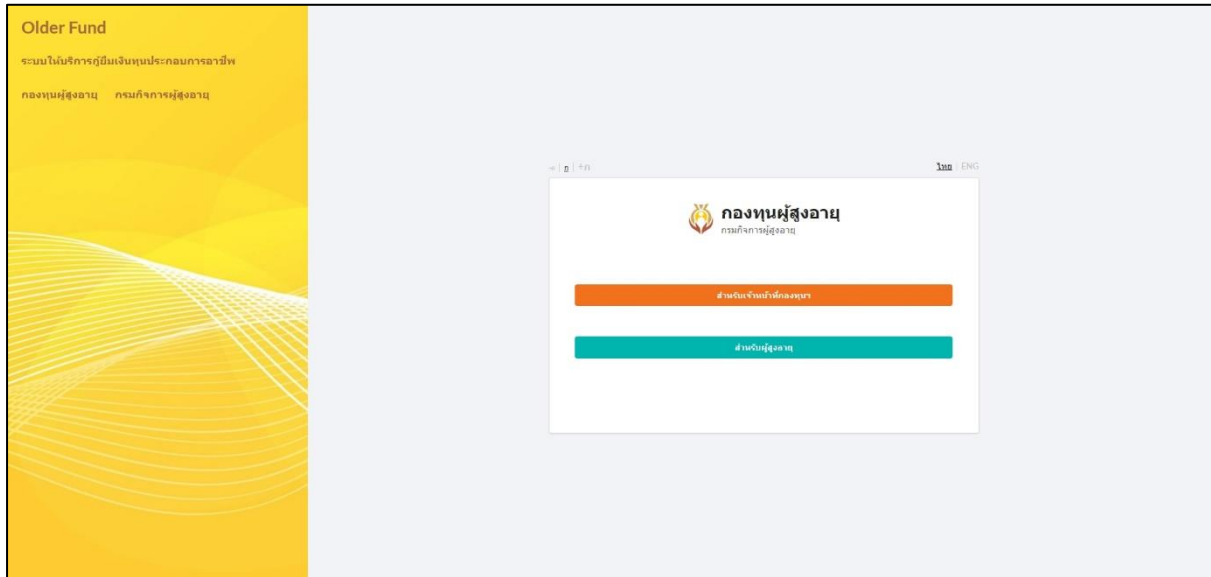 Older Fund
ระบบให้บริการกู้ยืมเงินทุนประกอบการอาชีพ
กองทุนผู้สูงอายุ กรมกิจการผู้สูงอายุ
-ก | ก | +ก
ไทย | ENG
กองทุนผู้สูงอายุ
กรมกิจการผู้สูงอายุ
สำหรับเจ้าหน้าที่กองทุนฯ
สำหรับผู้สูงอายุ